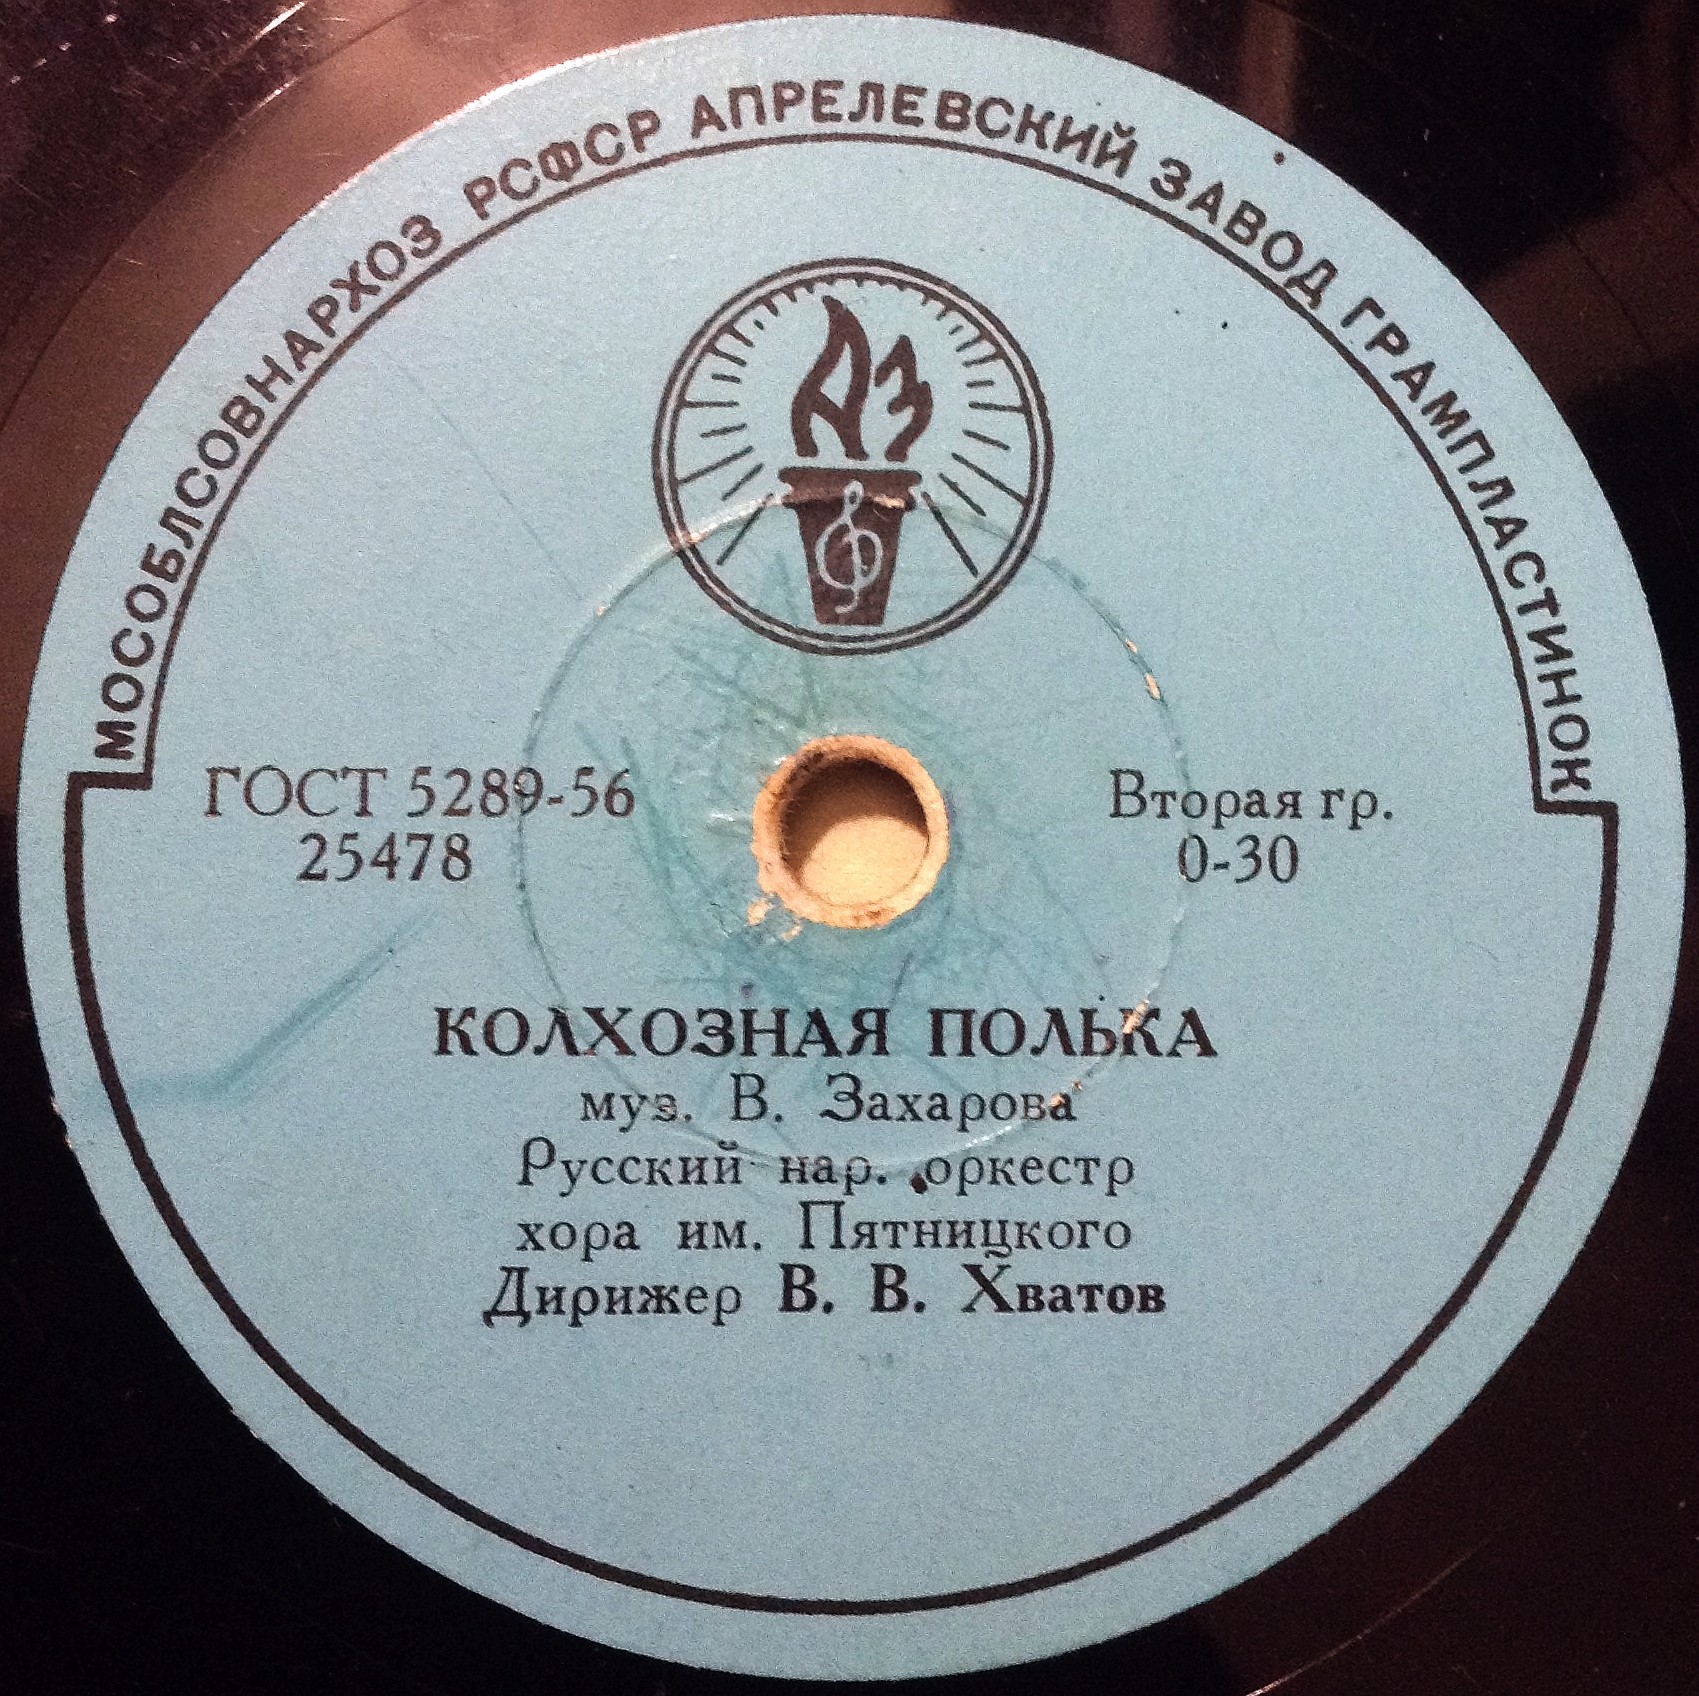 МОСОБЛСОВНАРХОЗ РСФСР АПРЕЛЕВСКИЙ ЗАВОД ГРАМПЛАСТИНОК
АЗ
ГОСТ 5289-56
25478
Вторая гр.
0-30
КОЛХОЗНАЯ ПОЛЬКА
муз. В. Захарова
Русский нар. оркестр
хора им. Пятницкого
Дирижер В. В. Хватов